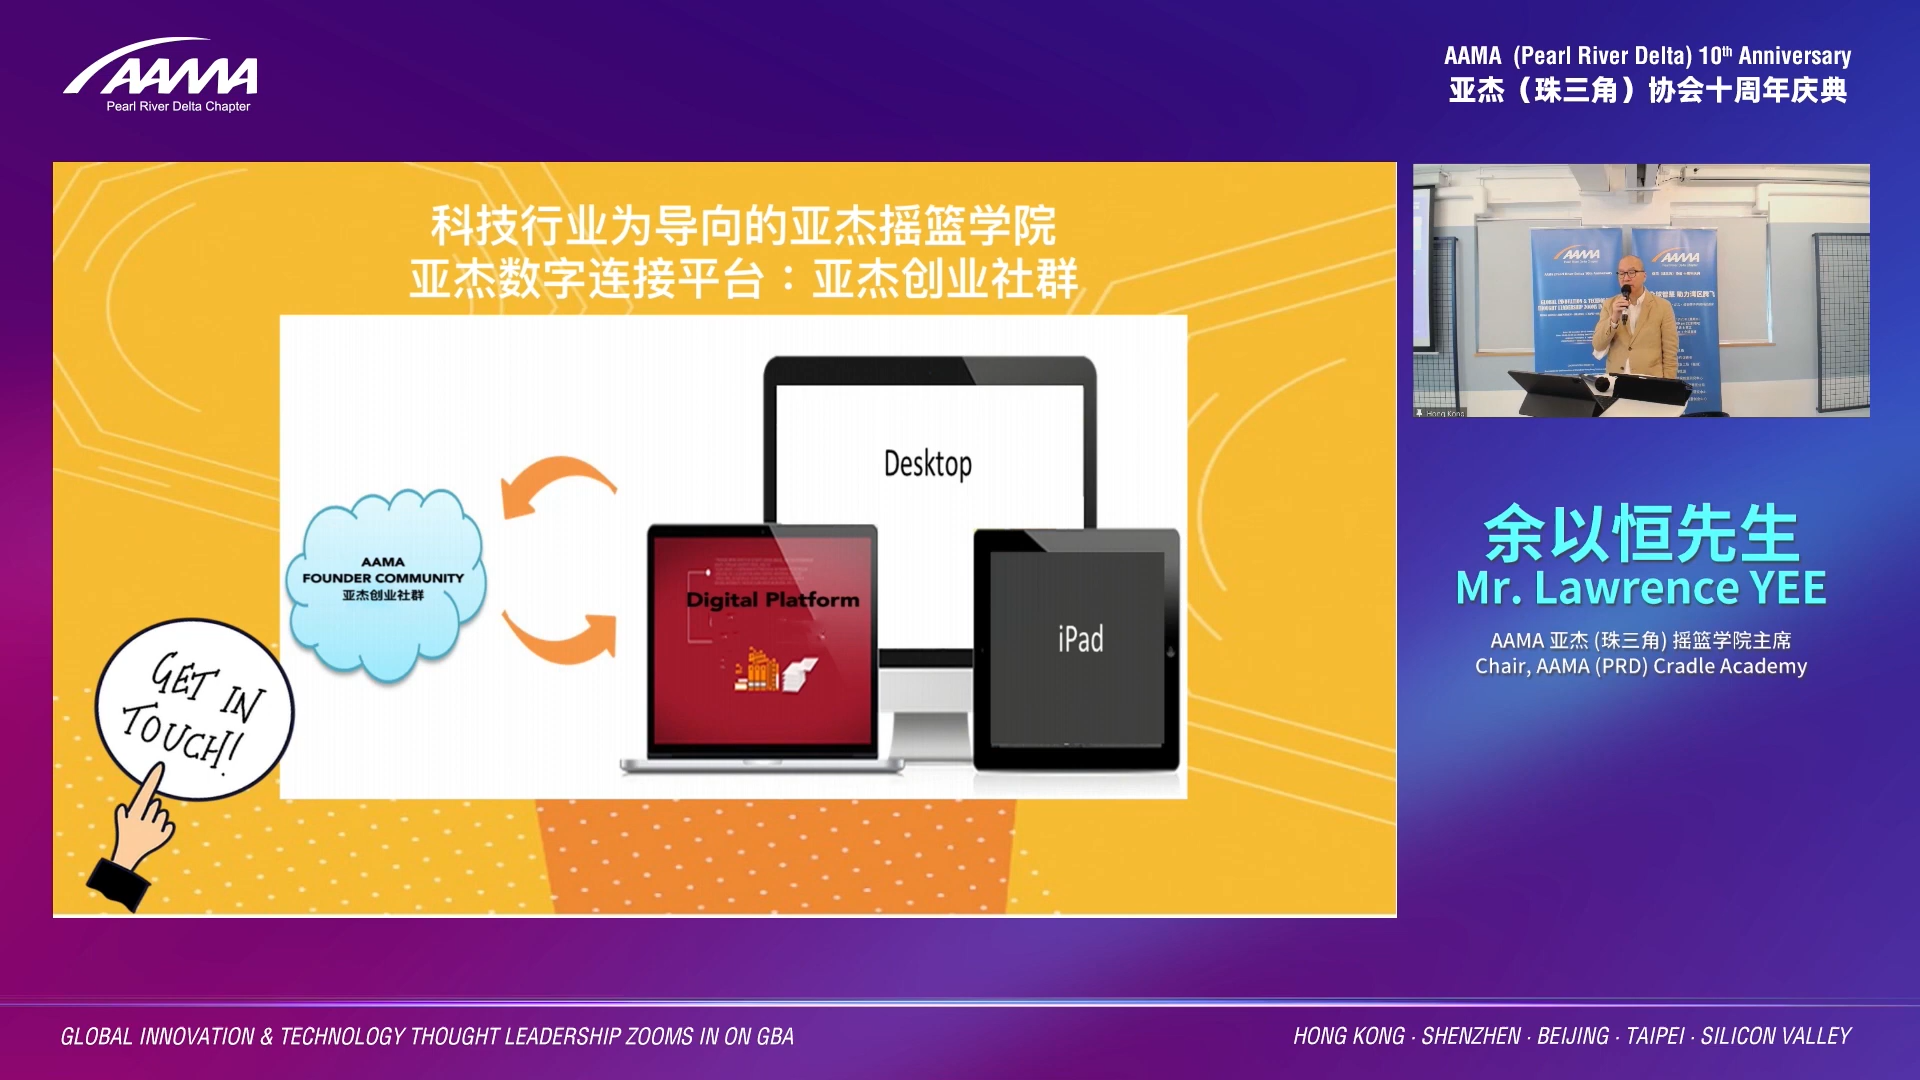 AAMA
Pearl River Delta Chapter
AAMA (Pearl River Delta) 10th Anniversary
亚杰（珠三角）协会十周年庆典
科技行业为导向的亚杰摇篮学院
亚杰数字连接平台：亚杰创业社群
Desktop
AAMA
FOUNDER COMMUNITY
亚杰创业社群
Digital Platform
iPad
GET IN
TOUCH!
AAMA
AAMA
Hong Kong
余以恒先生
Mr. Lawrence YEE
AAMA 亚杰 (珠三角) 摇篮学院主席
Chair, AAMA (PRD) Cradle Academy
GLOBAL INNOVATION & TECHNOLOGY THOUGHT LEADERSHIP ZOOMS IN ON GBA
HONG KONG · SHENZHEN · BEIJING · TAIPEI · SILICON VALLEY